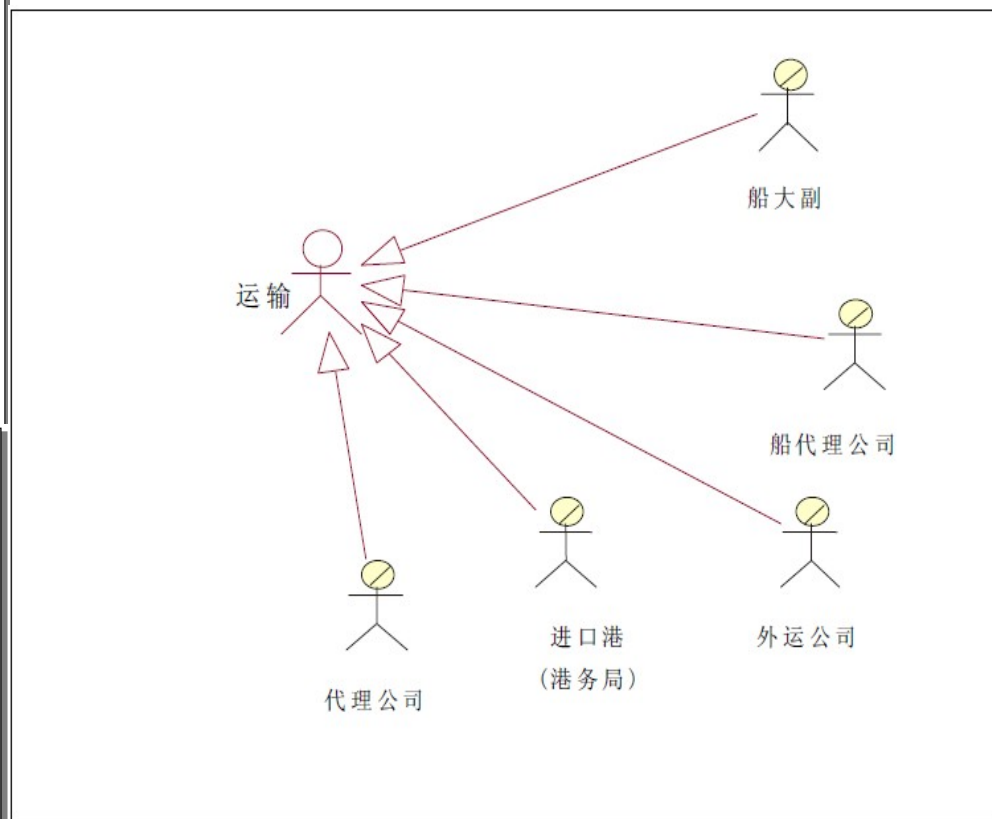 船大副
运输
船代理公司
进口港
(港务局)
外运公司
代理公司